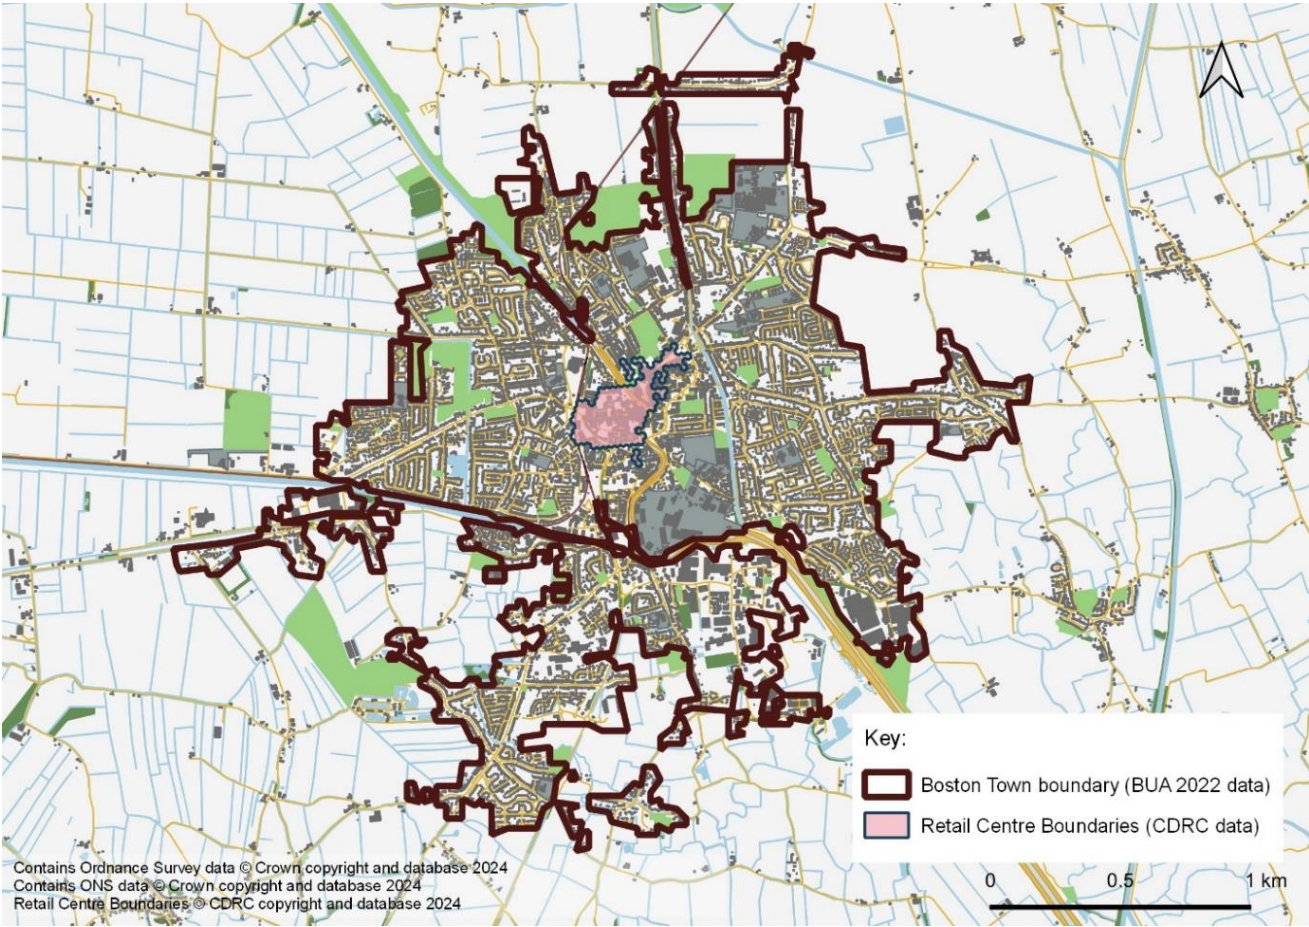 Key:
Boston Town boundary (BUA 2022 data)
Retail Centre Boundaries (CDRC data)
Contains Ordnance Survey data © Crown copyright and database 2024
Contains ONS data © Crown copyright and database 2024
Retail Centre Boundaries © CDRC copyright and database 2024
0 0.5 1 km